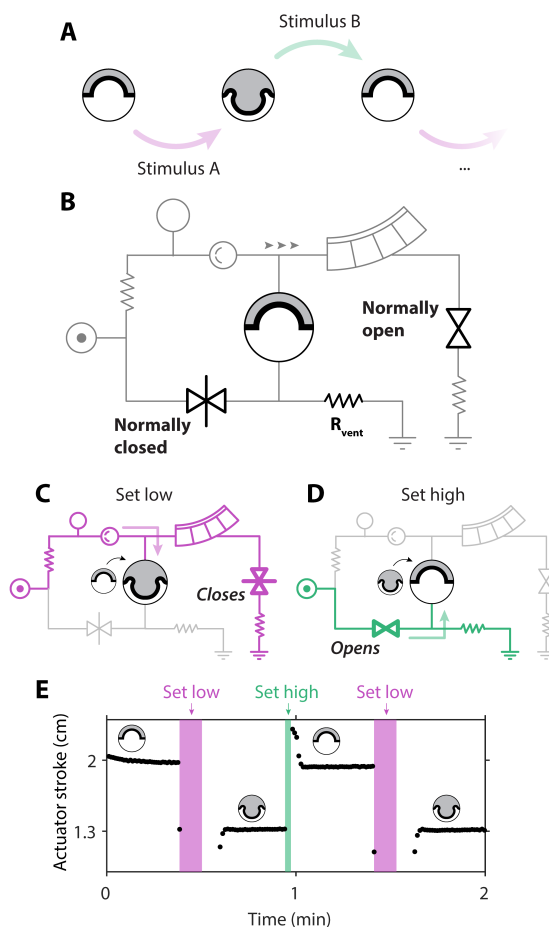 A
Stimulus B
Stimulus A
...
B
Normally
open
Normally
closed
R vent
C
Set low
D
Set high
Closes
Opens
E
Set low
Set high
Set low
Actuator stroke (cm)
2
1.3
0
1
2
Time (min)